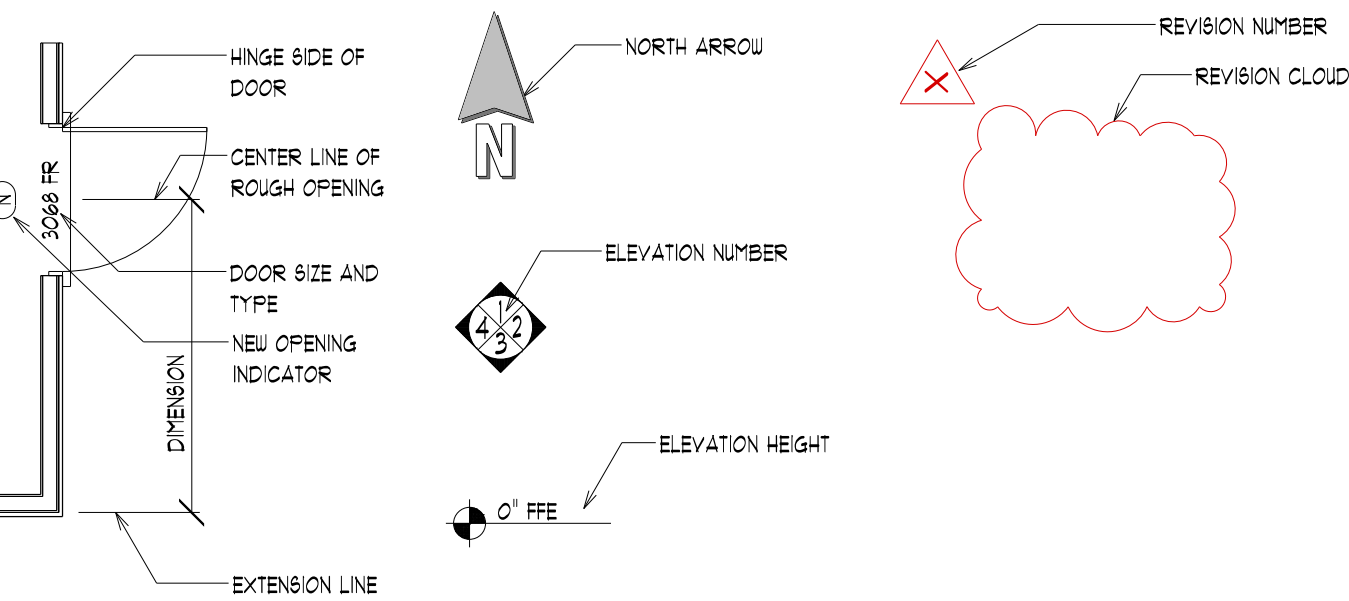 HINGE SIDE OF
DOOR
CENTER LINE OF
ROUGH OPENING
3068 FR
N
DOOR SIZE AND
TYPE
NEW OPENING
INDICATOR
DIMENSION
EXTENSION LINE
NORTH ARROW
N
ELEVATION NUMBER
1
4 2
3
ELEVATION HEIGHT
0" FFE
REVISION NUMBER
X
REVISION CLOUD